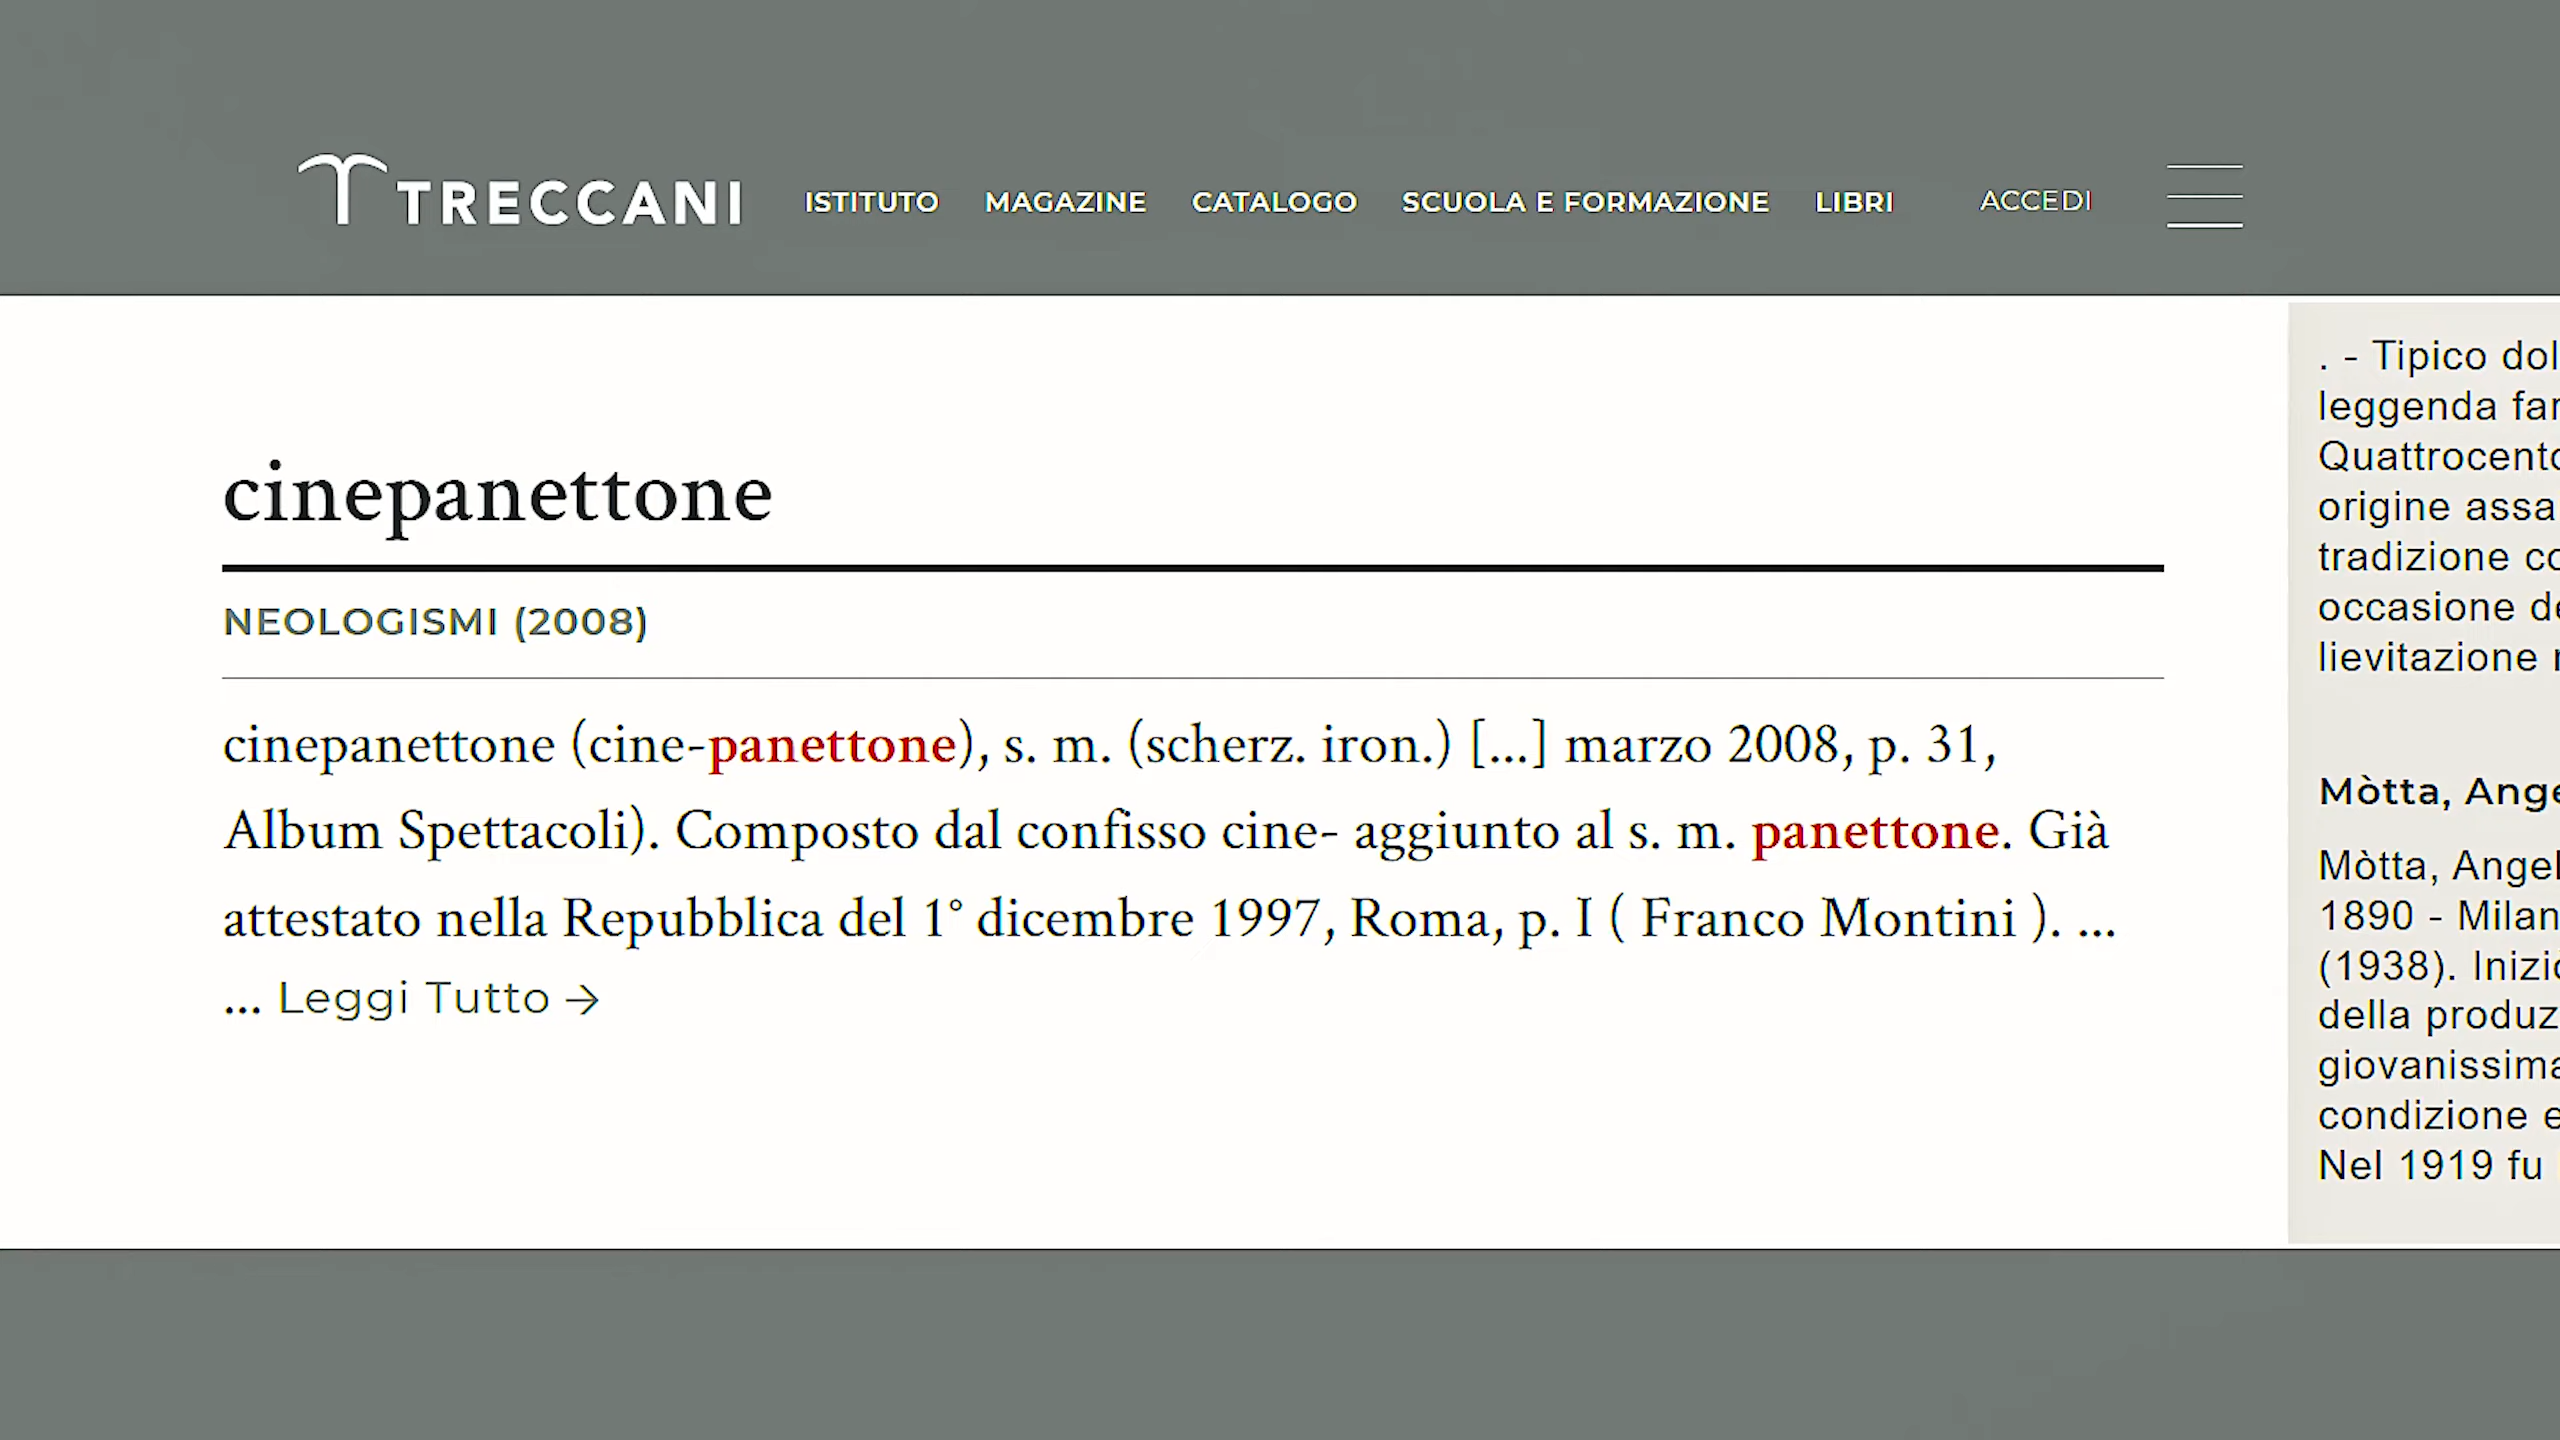 TRECCANI
ISTITUTO MAGAZINE CATALOGO SCUOLA E FORMAZIONE LIBRI ACCEDI
cinepanettone
NEOLOGISMI (2008)
cinepanettone (cine-panettone), s. m. (scherz. iron.) [...] marzo 2008, p. 31,
Album Spettacoli). Composto dal confisso cine- aggiunto al s. m. panettone. Già
attestato nella Repubblica del 1° dicembre 1997, Roma, p. I ( Franco Montini ). ...
... Leggi Tutto →
. - Tipico
leggenda
Quattrocento
origine
tradizione
occasione
lievitazione
Mòtta,
Mòtta,
1890 -
(1938).
della
condizione
Nel 1919 fu